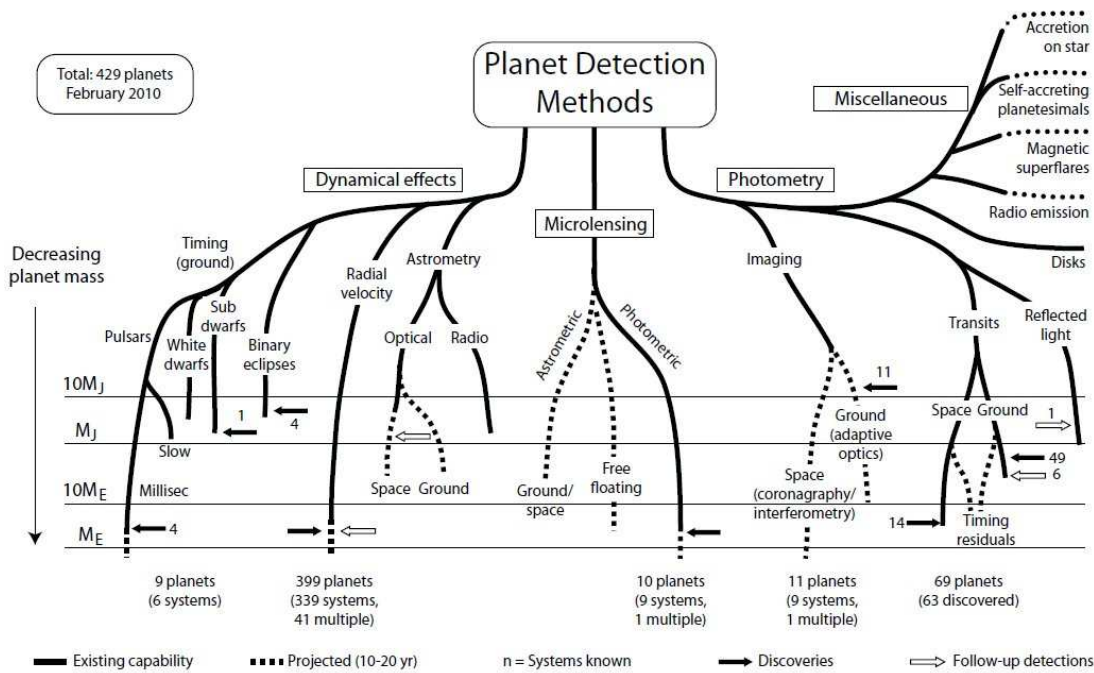 Planet Detection
Methods
Total: 429 planets
February 2010
Miscellaneous
Accretion
on star
Self-accreting
planetesimals
Magnetic
superflares
Radio emission
Disks
Dynamical effects
Photometry
Microlensing
Decreasing
planet mass
Timing
(ground)
Radial
velocity
Astrometry
Imaging
Pulsars
White
dwarfs
Sub
dwarfs
Binary
eclipses
Optical
Radio
Astrometric
Photometric
Transits
Reflected
light
10MJ
MJ
10ME
ME
1
4
11
Slow
Space Ground
Ground
(adaptive
optics)
1
49
6
Millisec
4
Space Ground
Ground/
space
Free
floating
Space
(coronagraphy/
interferometry)
14
Timing
residuals
9 planets
(6 systems)
399 planets
(339 systems,
41 multiple)
10 planets
(9 systems,
1 multiple)
11 planets
(9 systems,
1 multiple)
69 planets
(63 discovered)
Existing capability
Projected (10-20 yr)
n = Systems known
Discoveries
Follow-up detections